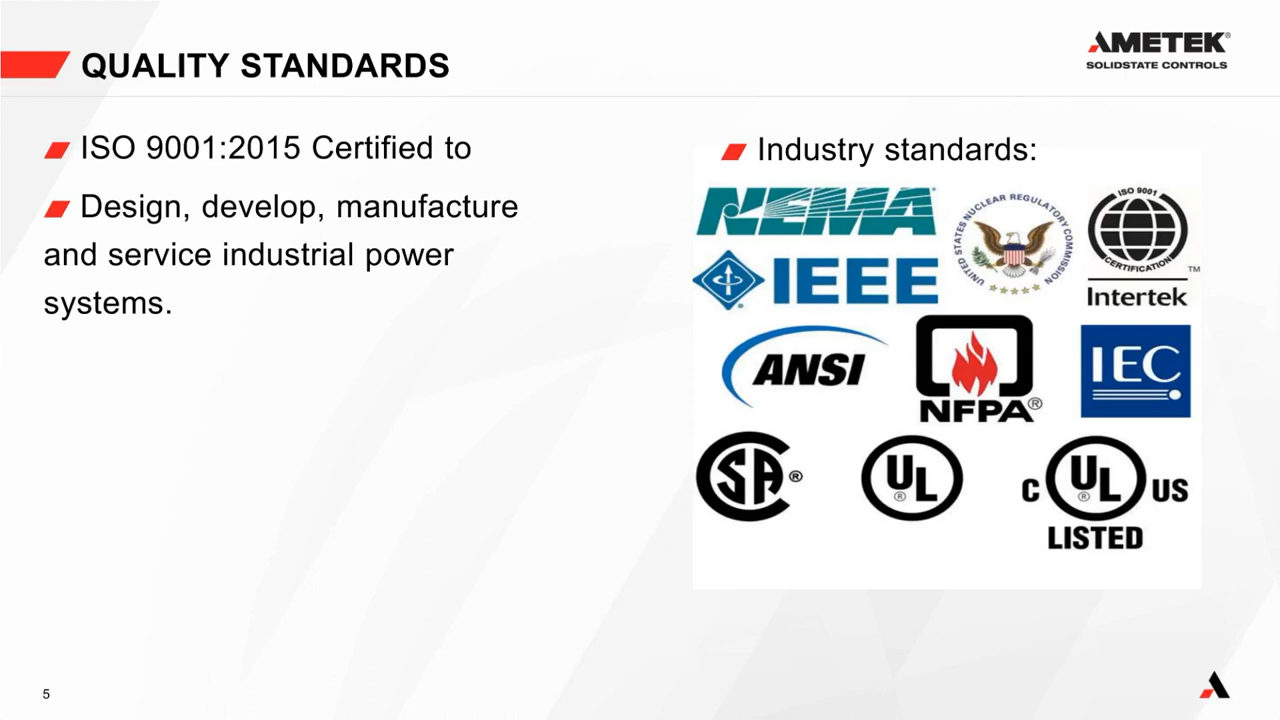 QUALITY STANDARDS
AMETEK®
SOLIDSTATE CONTROLS
ISO 9001:2015 Certified to
Design, develop, manufacture
and service industrial power
systems.
Industry standards:
NEMA®
UNITED STATES NUCLEAR REGULATORY COMMISSION
ISO 9001
CERTIFICATION
TM
Intertek
IEEE
ANSI
NFPA®
IEC
SA®
UL®
C UL® US
LISTED
5